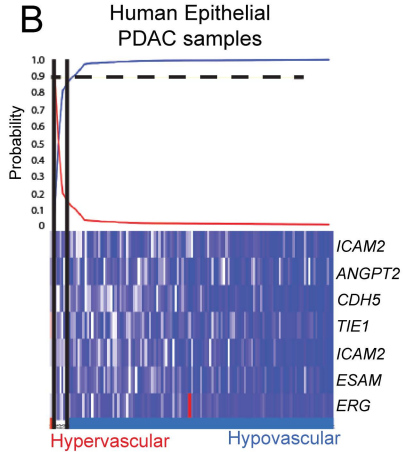 B
Human Epithelial
PDAC samples
Probability
1.0
0.9
0.8
0.7
0.6
0.5
0.4
0.3
0.2
0.1
0
ICAM2
ANGPT2
CDH5
TIE1
ICAM2
ESAM
ERG
Hypervascular Hypovascular